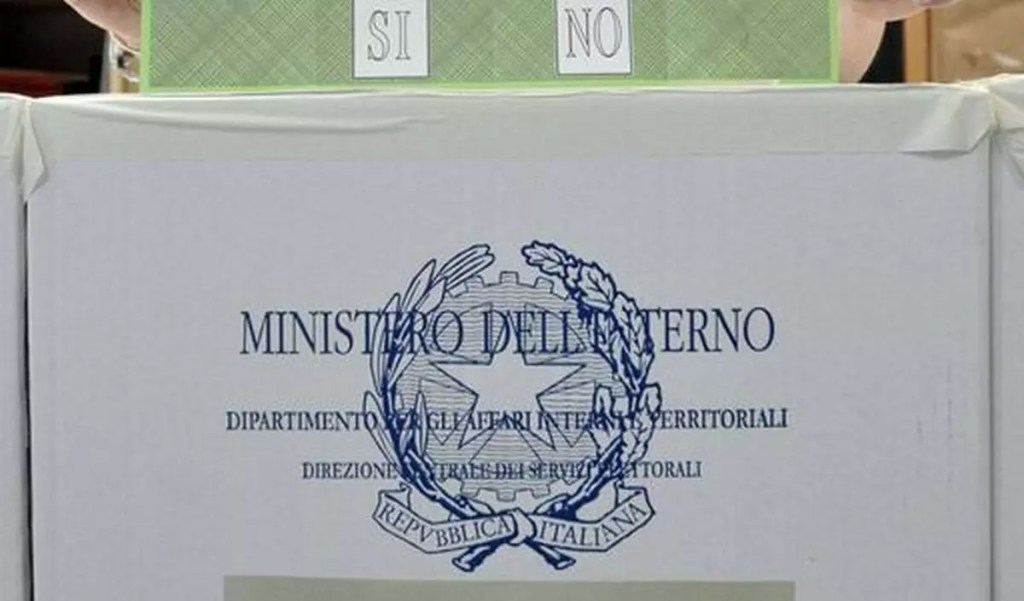 SI NO
MINISTERO DELL'INTERNO
DIPARTIMENTO PER GLI AFFARI INTERNI E TERRITORIALI
DIREZIONE CENTRALE DEI SERVIZI ELETTORALI
REPVBBLICA ITALIANA